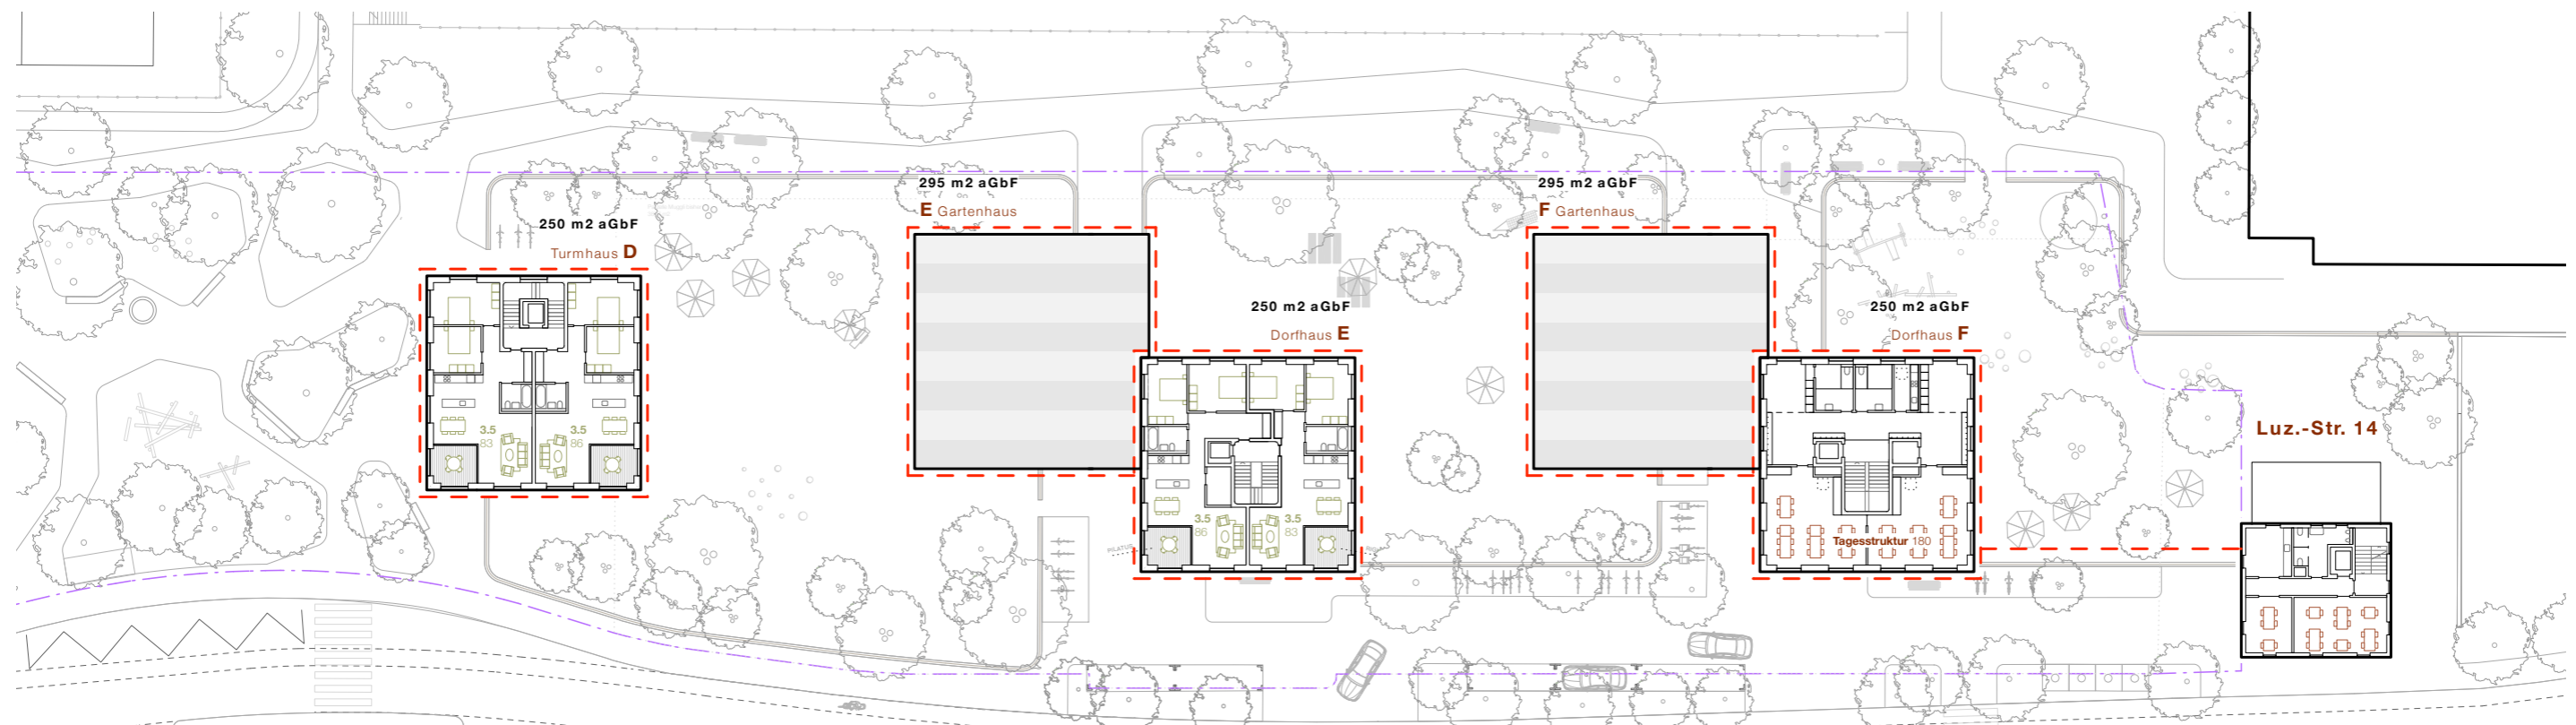 295 m2 aGbF
E Gartenhaus
295 m2 aGbF
F Gartenhaus
250 m2 aGbF
Turmhaus D
250 m2 aGbF
Dorfhaus E
250 m2 aGbF
Dorfhaus F
Luz.-Str. 14
3.5
83
3.5
86
3.5
86
3.5
83
Tagesstruktur 180